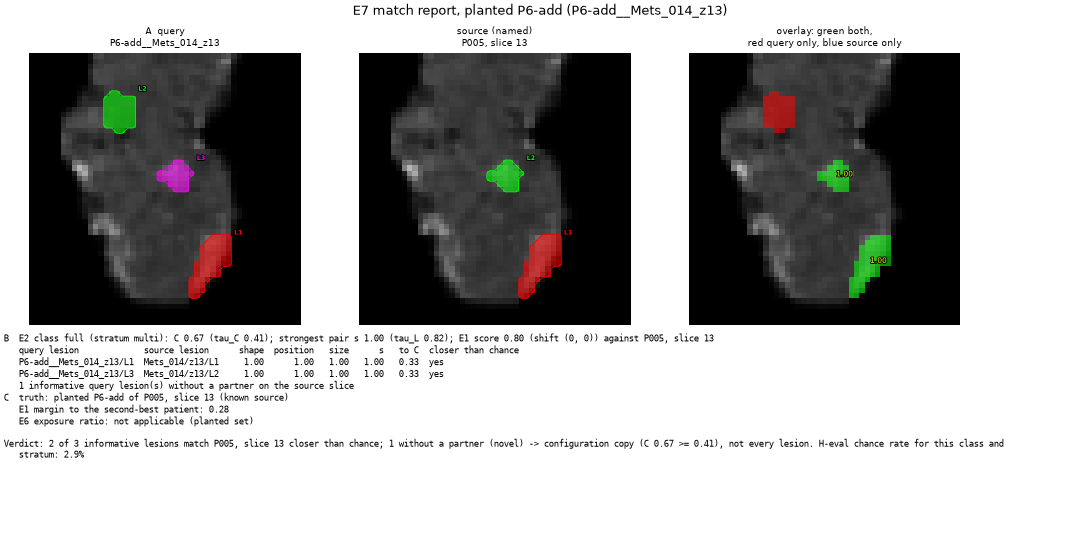 E7 match report, planted P6-add (P6-add__Mets_014_z13)
A query
P6-add__Mets_014_z13
source (named)
P005, slice 13
overlay: green both,
red query only, blue source only
L2
L3
L1
L2
L1
1.00
1.00
B E2 class full (stratum multi): C 0.67 (tau_C 0.41); strongest pair s 1.00 (tau_L 0.82); E1 score 0.80 (shift (0, 0)) against P005, slice 13
query lesion source lesion shape position size s to C closer than chance
P6-add__Mets_014_z13/L1 Mets_014/z13/L1 1.00 1.00 1.00 1.00 0.33 yes
P6-add__Mets_014_z13/L3 Mets_014/z13/L2 1.00 1.00 1.00 1.00 0.33 yes
1 informative query lesion(s) without a partner on the source slice
C truth: planted P6-add of P005, slice 13 (known source)
E1 margin to the second-best patient: 0.28
E6 exposure ratio: not applicable (planted set)
Verdict: 2 of 3 informative lesions match P005, slice 13 closer than chance; 1 without a partner (novel) -> configuration copy (C 0.67 >= 0.41), not every lesion. H-eval chance rate for this class and
stratum: 2.9%